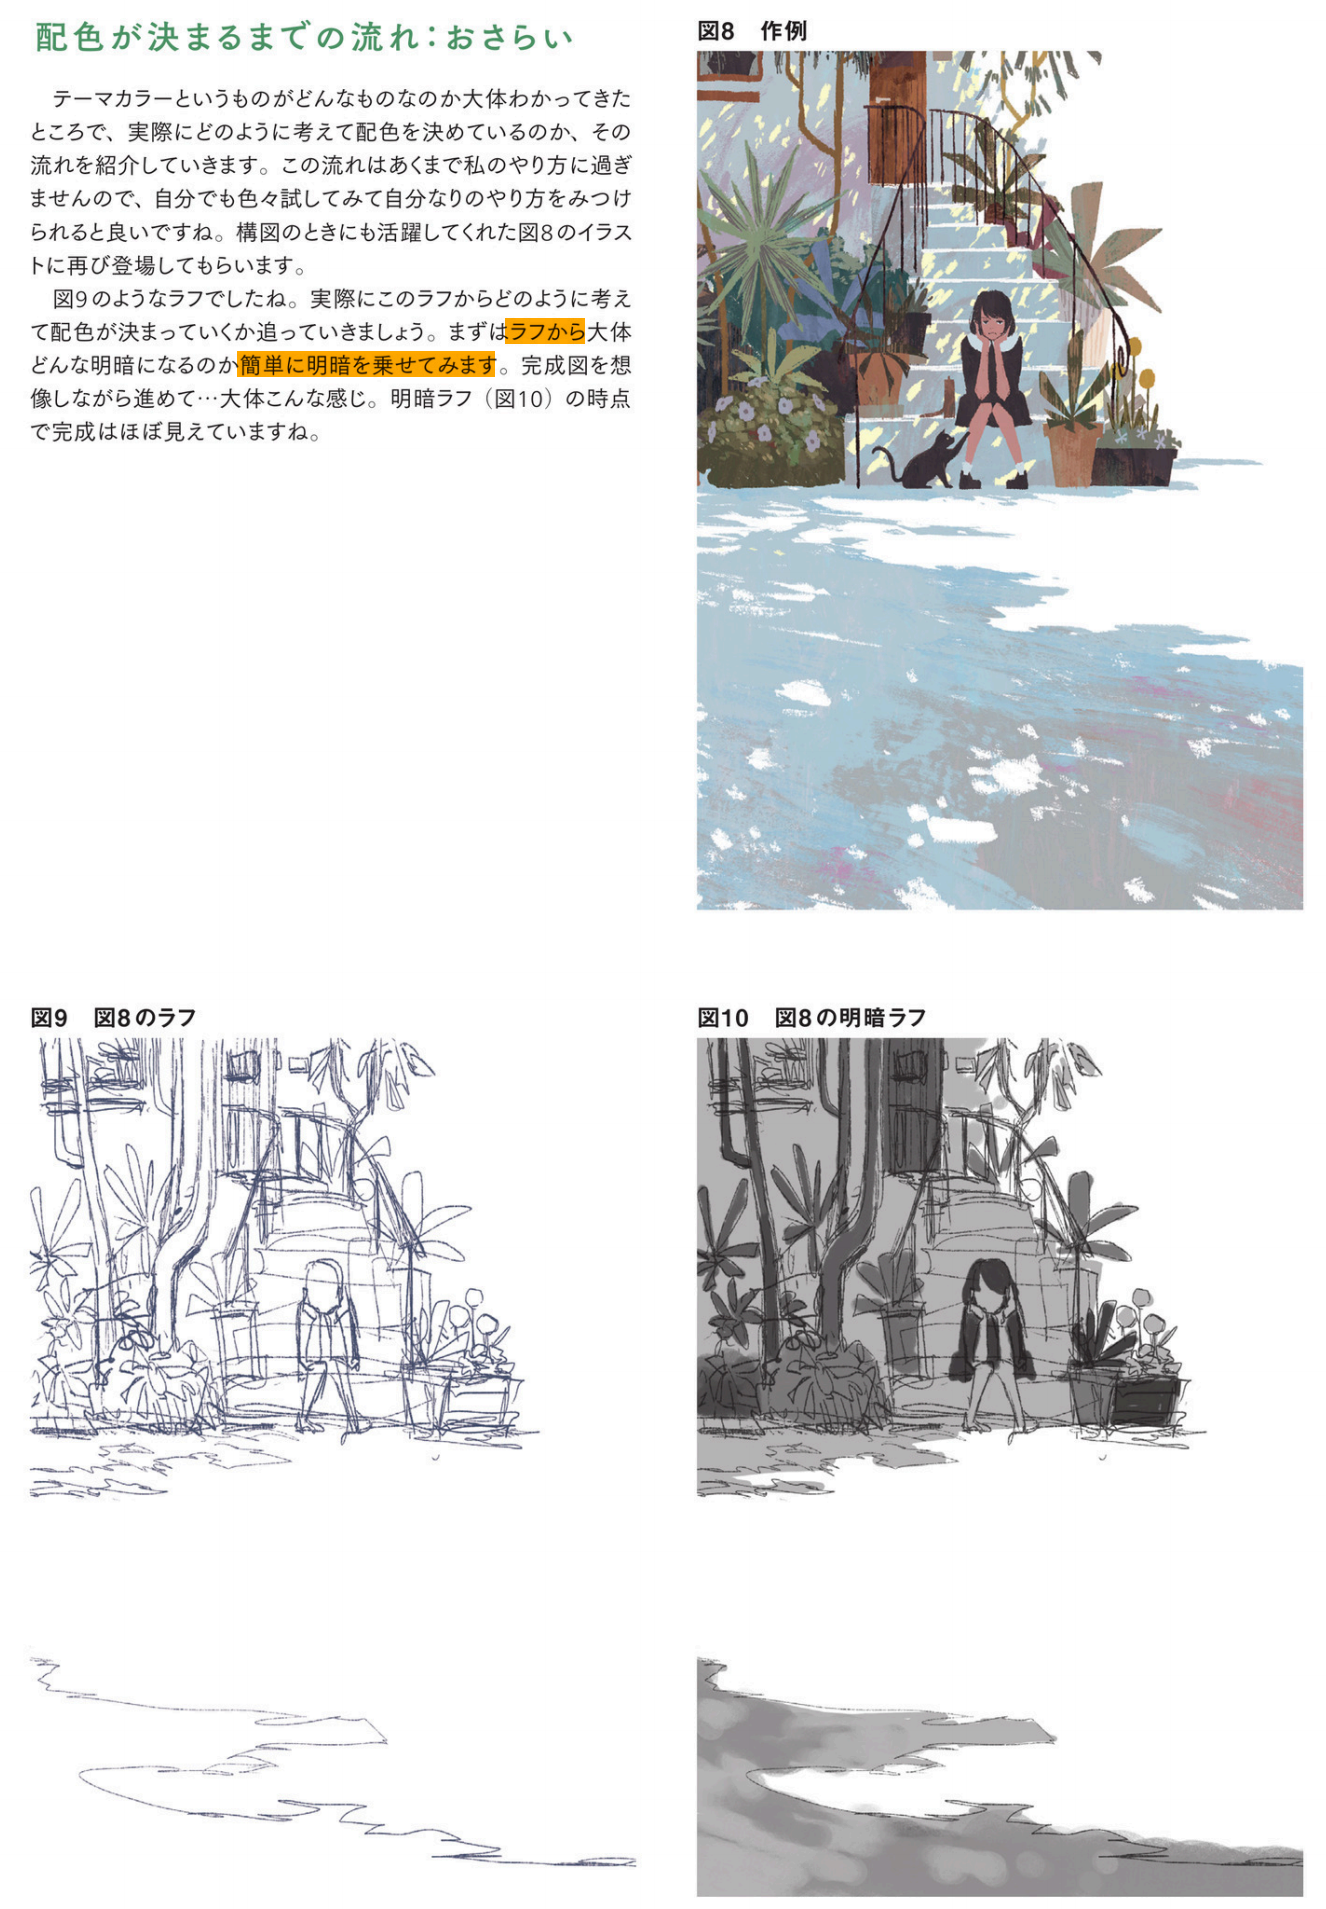 配色が決まるまでの流れ：おさらい
　テーマカラーというものがどんなものなのか大体わかってきた
ところで、実際にどのように考えて配色を決めているのか、その
流れを紹介していきます。この流れはあくまで私のやり方に過ぎ
ませんので、自分でも色々試してみて自分なりのやり方をみつけ
られると良いですね。構図のときにも活躍してくれた図8のイラス
トに再び登場してもらいます。
　図9のようなラフでしたね。実際にこのラフからどのように考え
て配色が決まっていくか追っていきましょう。まずはラフから大体
どんな明暗になるのか簡単に明暗を乗せてみます。完成図を想
像しながら進めて…大体こんな感じ。明暗ラフ（図10）の時点
で完成はほぼ見えていますね。
図8　作例
図9　図8のラフ
図10　図8の明暗ラフ